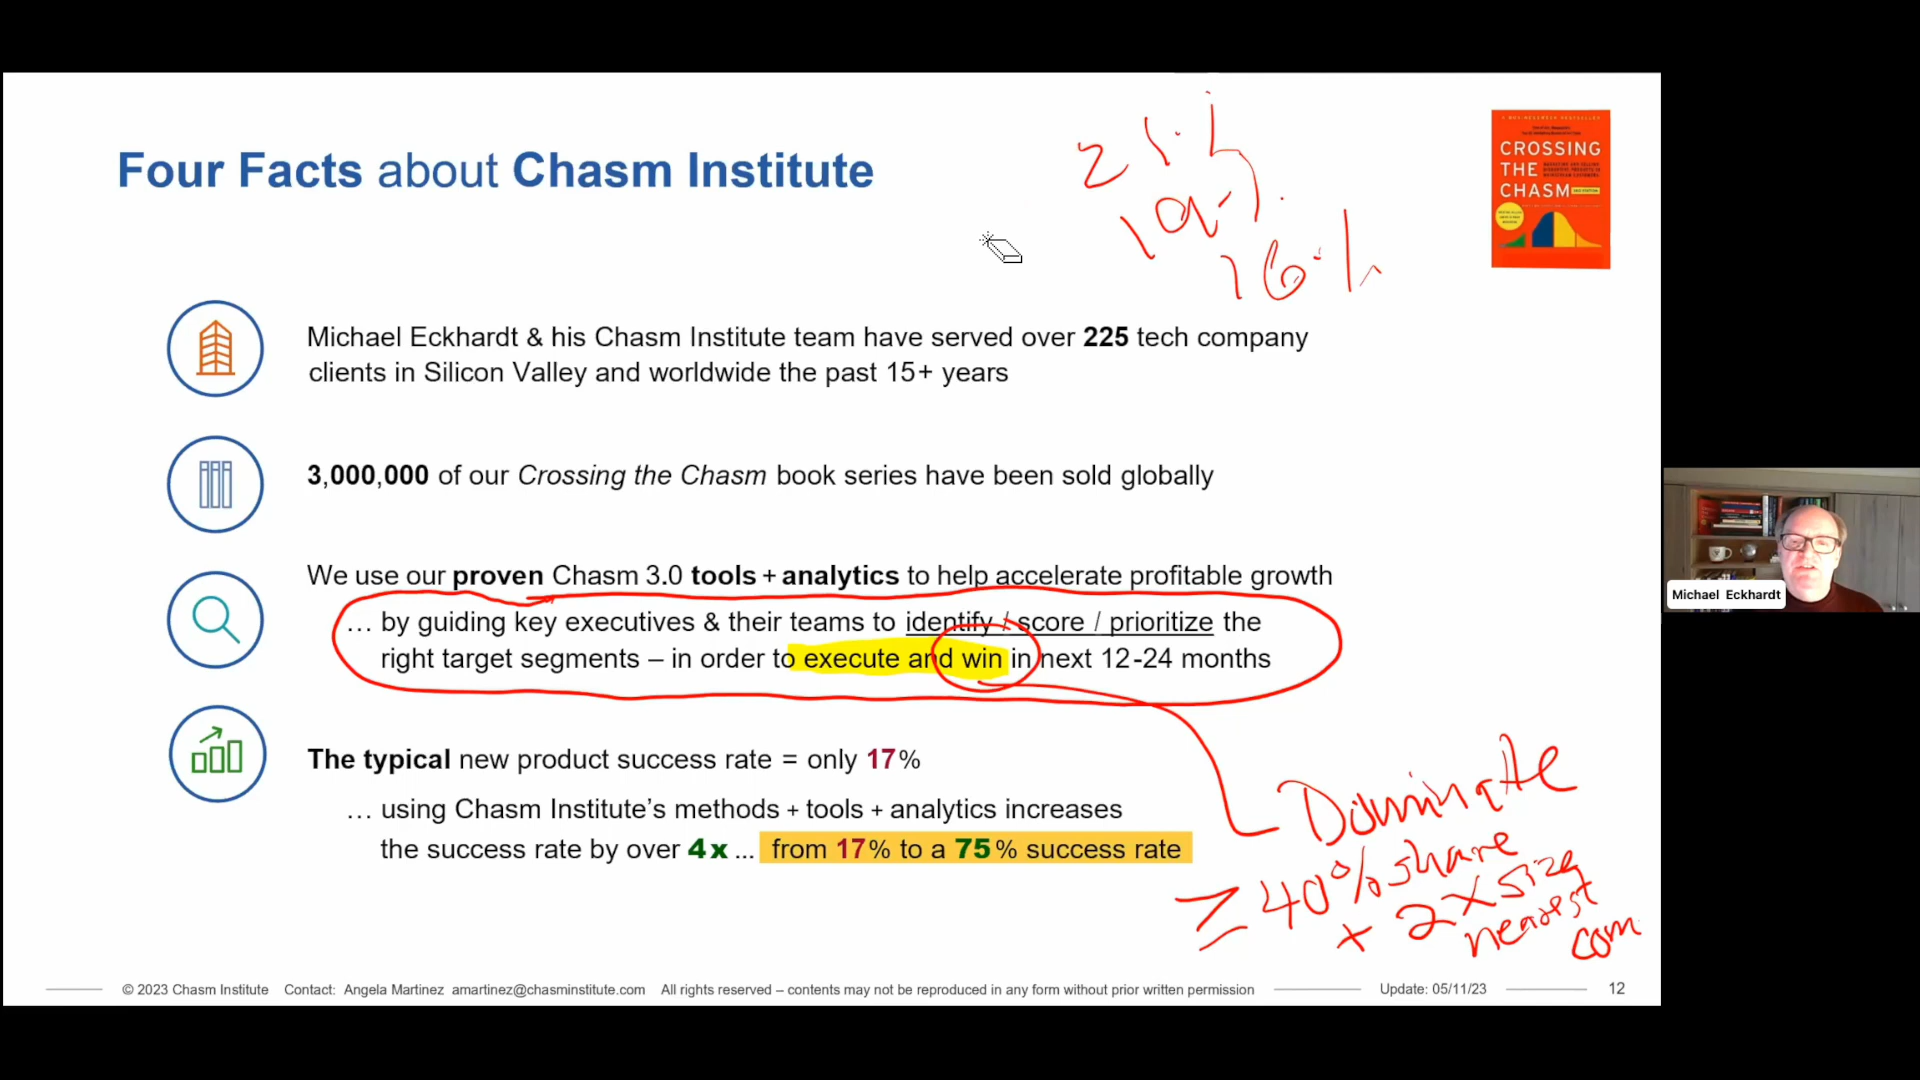 Four Facts about Chasm Institute
21%
19%
16%
CROSSING
THE
CHASM
Michael Eckhardt & his Chasm Institute team have served over 225 tech company
clients in Silicon Valley and worldwide the past 15+ years
3,000,000 of our Crossing the Chasm book series have been sold globally
We use our proven Chasm 3.0 tools + analytics to help accelerate profitable growth
… by guiding key executives & their teams to identify / score / prioritize the
right target segments – in order to execute and win in next 12-24 months
Michael Eckhardt
The typical new product success rate = only 17%
… using Chasm Institute’s methods + tools + analytics increases
the success rate by over 4x ... from 17% to a 75% success rate
Dominate
≥ 40% share
+ 2 x size
nearest
com
© 2023 Chasm Institute Contact: Angela Martinez amartinez@chasminstitute.com All rights reserved – contents may not be reproduced in any form without prior written permission Update: 05/11/23 12